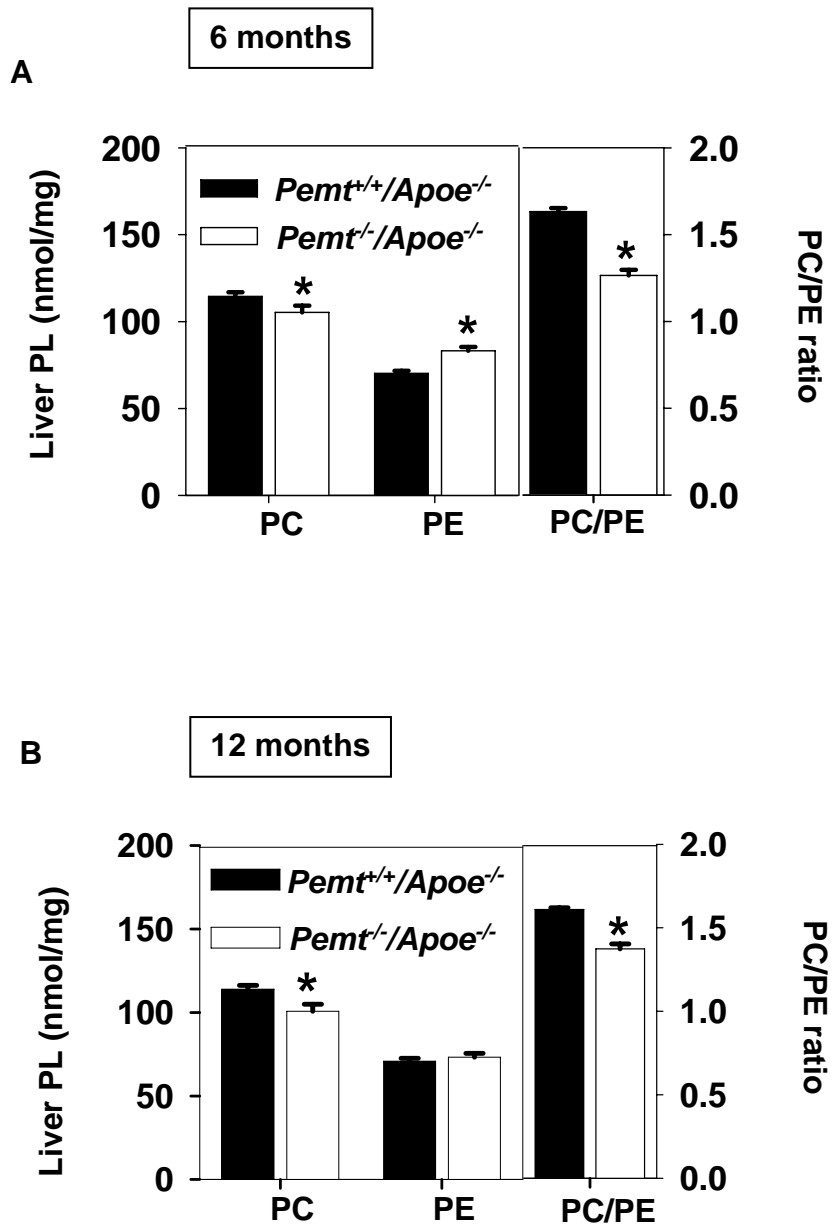 6 months
A
200
150
100
50
0
Liver PL (nmol/mg)
Pemt+/+/Apoe-/-
Pemt-/-/Apoe-/-
*
*
*
2.0
1.5
1.0
0.5
0.0
PC/PE ratio
PC PE PC/PE
12 months
B
200
150
100
50
0
Liver PL (nmol/mg)
Pemt+/+/Apoe-/-
Pemt-/-/Apoe-/-
*
*
2.0
1.5
1.0
0.5
0.0
PC/PE ratio
PC PE PC/PE